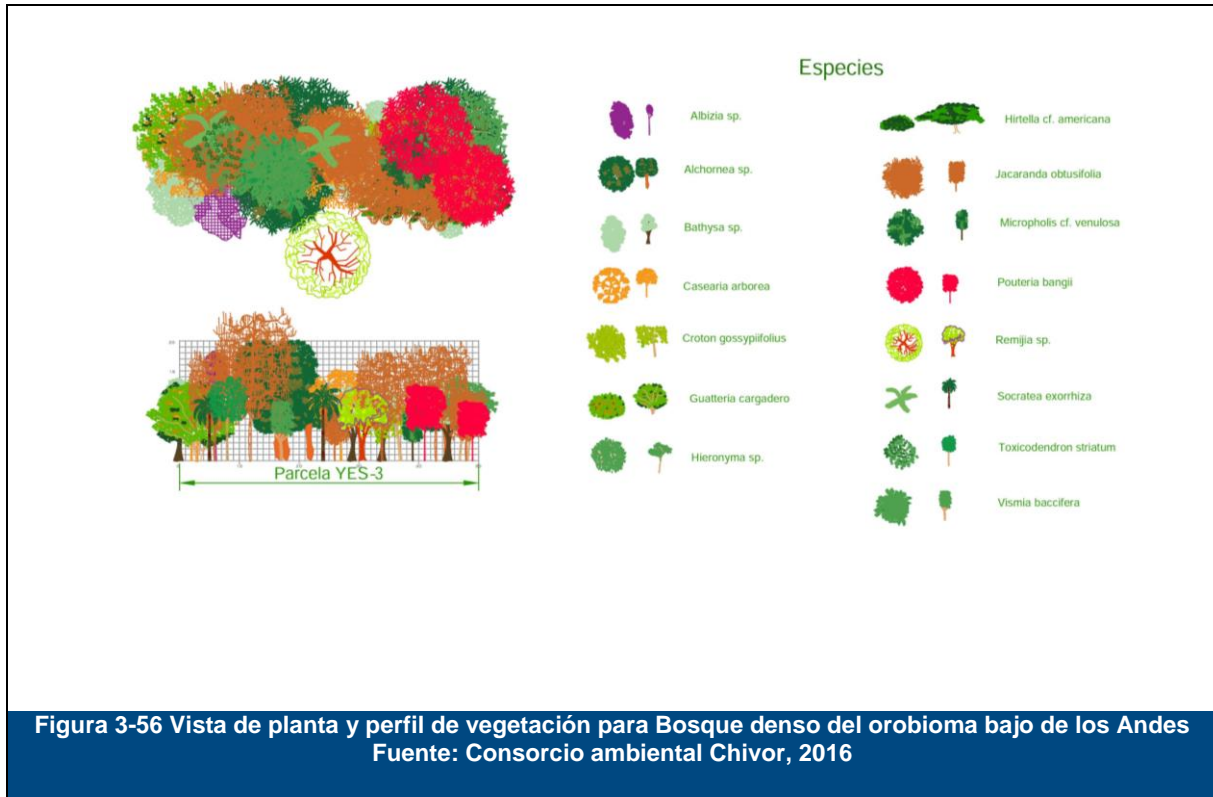 Especies
Albizia sp.
Alchornea sp.
Bathysa sp.
Casearia arborea
Croton gossypiifolius
Guatteria cargadero
Hieronyma sp.
Hirtella cf. americana
Jacaranda obtusifolia
Micropholis cf. venulosa
Pouteria bangii
Remijia sp.
Socratea exorrhiza
Toxicodendron striatum
Vismia baccifera
Parcela YES-3
Figura 3-56 Vista de planta y perfil de vegetación para Bosque denso del orobioma bajo de los Andes
Fuente: Consorcio ambiental Chivor, 2016